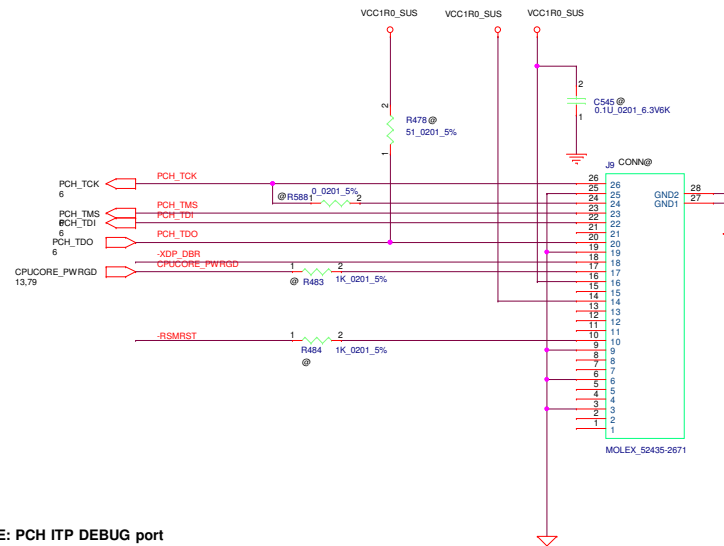 VCC1R0_SUS VCC1R0_SUS VCC1R0_SUS
2
C545 @
0.1U_0201_6.3V6K
1
2
R478 @
51_0201_5%
1
J9 CONN@
PCH_TCK
6
PCH_TCK
26 26
25 25
@ R588 1 0_0201_5% 2
24 24
GND2 28
GND1 27
PCH_TMS
6
PCH_TMS
23 23
PCH_TDI
6
PCH_TDI
22 22
21 21
PCH_TDO
6
PCH_TDO
20 20
19 19
-XDP_DBR
18 18
CPUCORE_PWRGD
13,79
CPUCORE_PWRGD
1 2
@ R483 1K_0201_5%
17 17
16 16
15 15
14 14
13 13
12 12
11 11
-RSMRST
1 2
R484 1K_0201_5%
@
10 10
9 9
8 8
7 7
6 6
5 5
4 4
3 3
2 2
1 1
MOLEX_52435-2671
E: PCH ITP DEBUG port